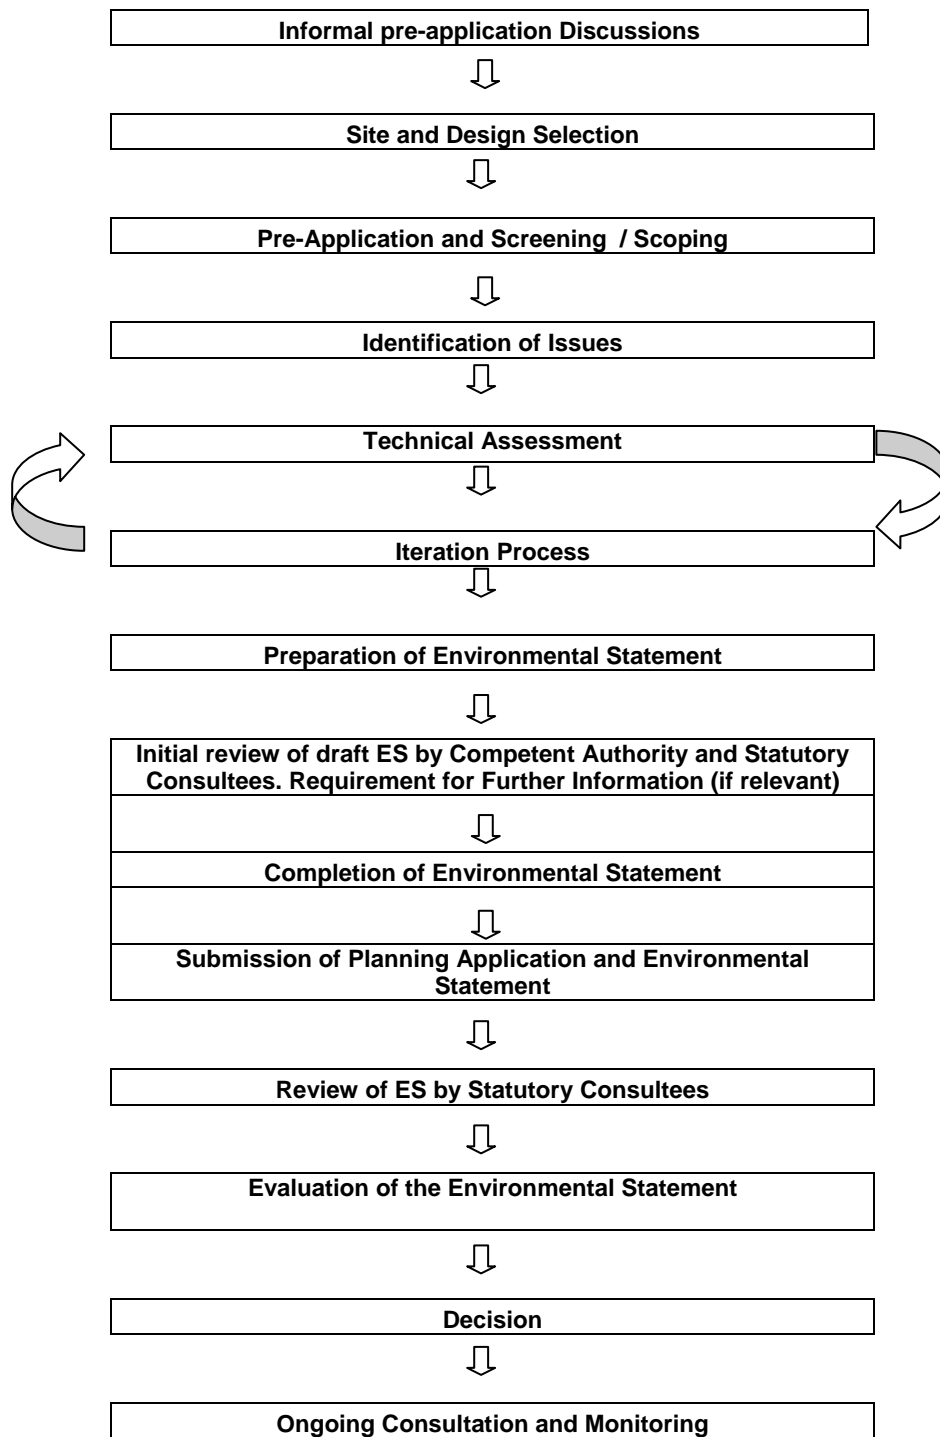 Informal pre-application Discussions
Site and Design Selection
Pre-Application and Screening / Scoping
Identification of Issues
Technical Assessment
Iteration Process
Preparation of Environmental Statement
Initial review of draft ES by Competent Authority and Statutory
Consultees. Requirement for Further Information (if relevant)
Completion of Environmental Statement
Submission of Planning Application and Environmental
Statement
Review of ES by Statutory Consultees
Evaluation of the Environmental Statement
Decision
Ongoing Consultation and Monitoring